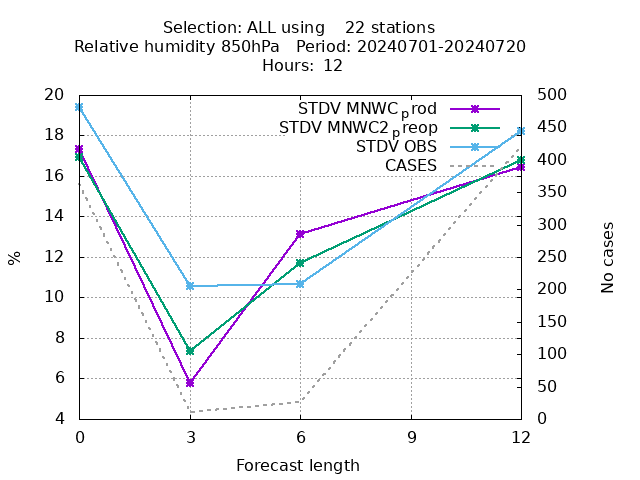 Selection: ALL using    22 stations
Relative humidity 850hPa   Period: 20240701-20240720
Hours:  12
STDV MNWC_prod
STDV MNWC2_preop
STDV OBS
CASES
20
18
16
14
12
10
8
6
4
500
450
400
350
300
250
200
150
100
50
0
%
No cases
0 3 6 9 12
Forecast length